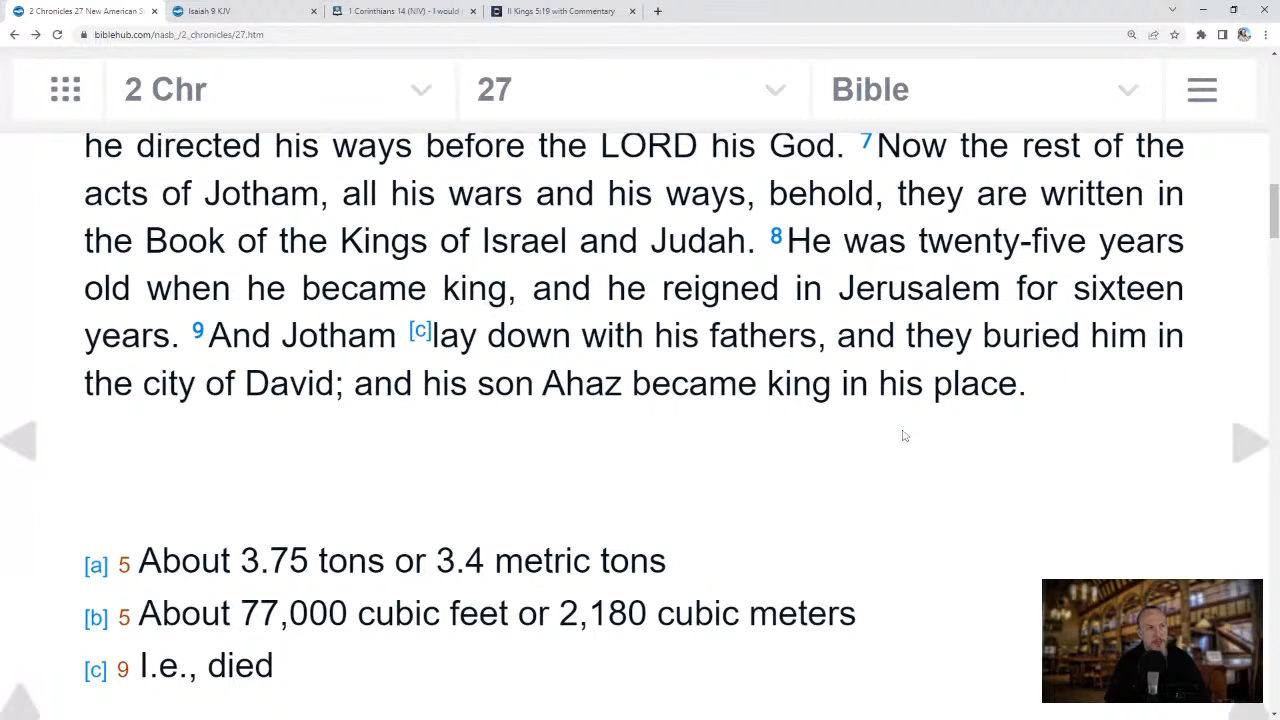 2 Chronicles 27 New American S
Isaiah 9 KJV
1 Corinthians 14 (NIV) - I would
II Kings 5:19 with Commentary
biblehub.com/nasb_/2_chronicles/27.htm
2 Chr
27
Bible
he directed his ways before the LORD his God. 7 Now the rest of the
acts of Jotham, all his wars and his ways, behold, they are written in
the Book of the Kings of Israel and Judah. 8 He was twenty-five years
old when he became king, and he reigned in Jerusalem for sixteen
years. 9 And Jotham [c]lay down with his fathers, and they buried him in
the city of David; and his son Ahaz became king in his place.
[a] 5 About 3.75 tons or 3.4 metric tons
[b] 5 About 77,000 cubic feet or 2,180 cubic meters
[c] 9 I.e., died